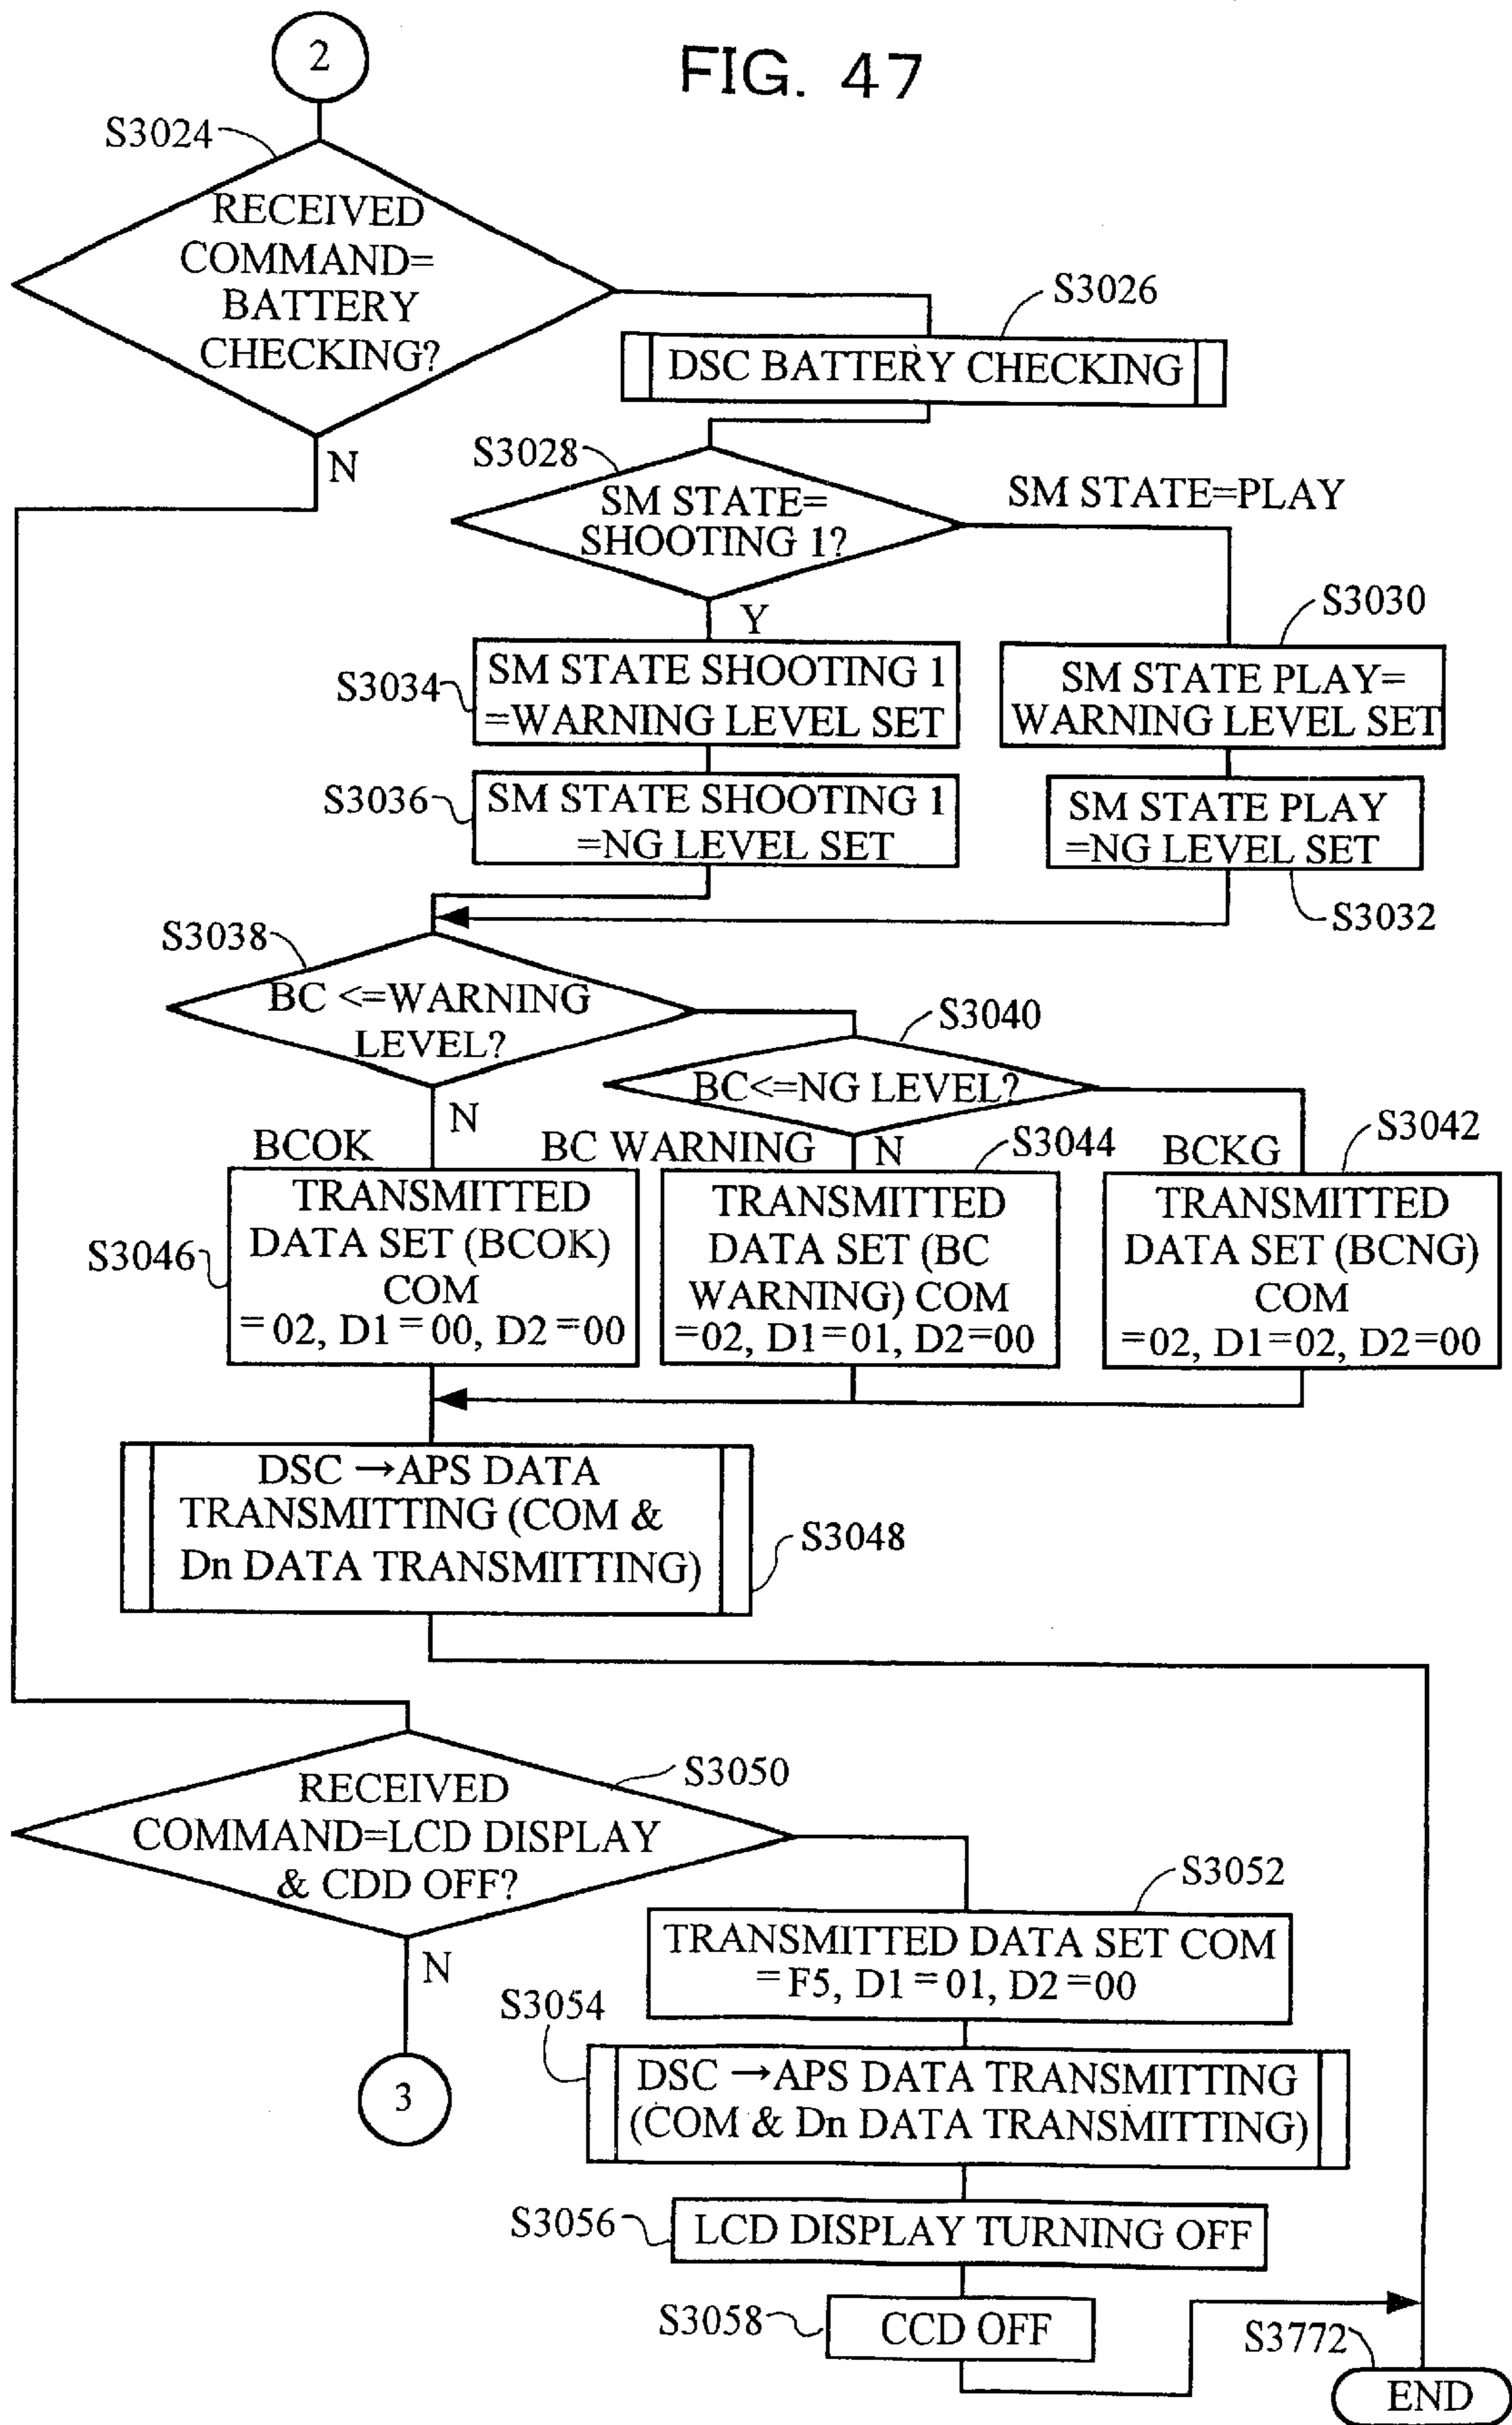 FIG. 47
2
S3024
RECEIVED
COMMAND=
BATTERY
CHECKING?
N
S3026
DSC BATTERY CHECKING
S3028
SM STATE=
SHOOTING 1?
SM STATE=PLAY
Y
S3030
SM STATE PLAY=
WARNING LEVEL SET
S3034
SM STATE SHOOTING 1
=WARNING LEVEL SET
S3036
SM STATE SHOOTING 1
=NG LEVEL SET
SM STATE PLAY
=NG LEVEL SET
S3032
S3038
BC <=WARNING
LEVEL?
N
S3040
BC<=NG LEVEL?
N
BCOK
BC WARNING
S3044
BCKG
S3042
S3046
TRANSMITTED
DATA SET (BCOK)
COM
=02, D1=00, D2=00
TRANSMITTED
DATA SET (BC
WARNING) COM
=02, D1=01, D2=00
TRANSMITTED
DATA SET (BCNG)
COM
=02, D1=02, D2=00
DSC →APS DATA
TRANSMITTING (COM &
Dn DATA TRANSMITTING)
S3048
S3050
RECEIVED
COMMAND=LCD DISPLAY
& CDD OFF?
N
3
S3052
TRANSMITTED DATA SET COM
=F5, D1=01, D2=00
S3054
DSC →APS DATA TRANSMITTING
(COM & Dn DATA TRANSMITTING)
S3056
LCD DISPLAY TURNING OFF
S3058
CCD OFF
S3772
END